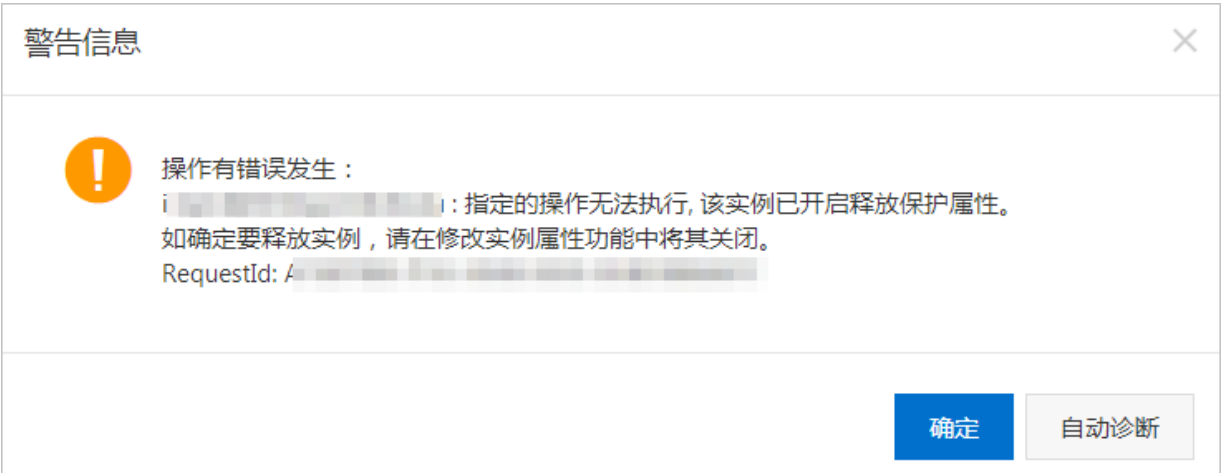 警告信息
操作有错误发生：
: 指定的操作无法执行, 该实例已开启释放保护属性。
如确定要释放实例，请在修改实例属性功能中将其关闭。
RequestId:
确定
自动诊断